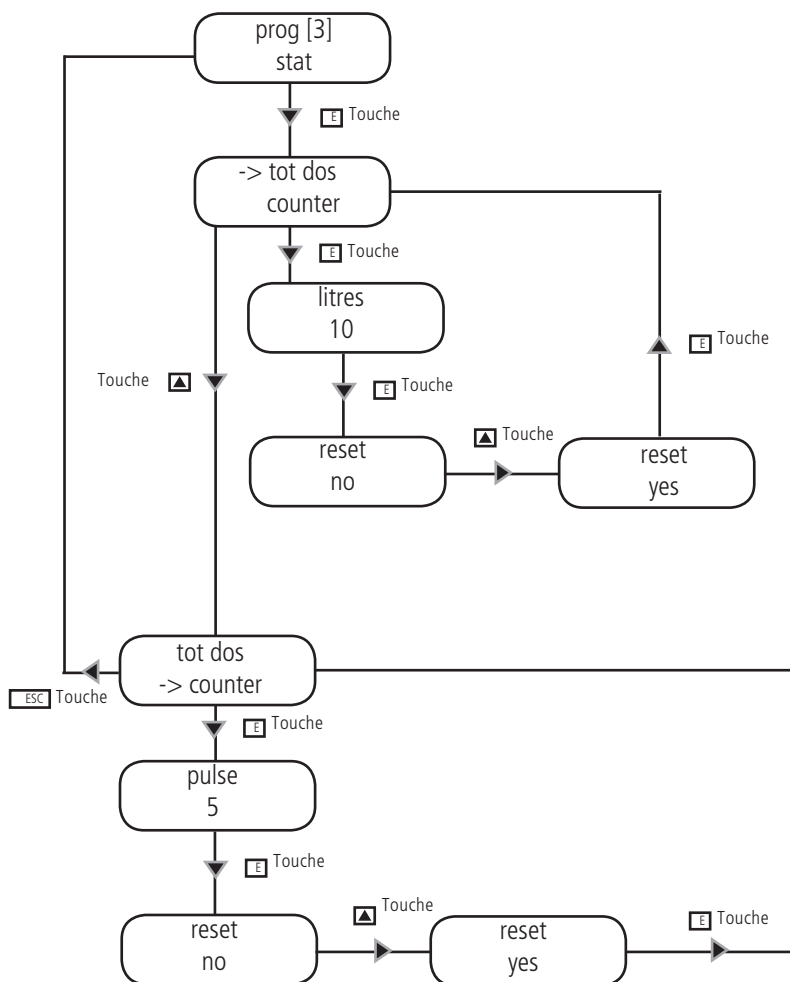 prog [3]
stat
E Touche
-> tot dos
counter
E Touche
litres
10
E Touche
Touche
E Touche
reset
no
Touche
reset
yes
tot dos
-> counter
ESC Touche
E Touche
pulse
5
E Touche
reset
no
Touche
reset
yes
E Touche